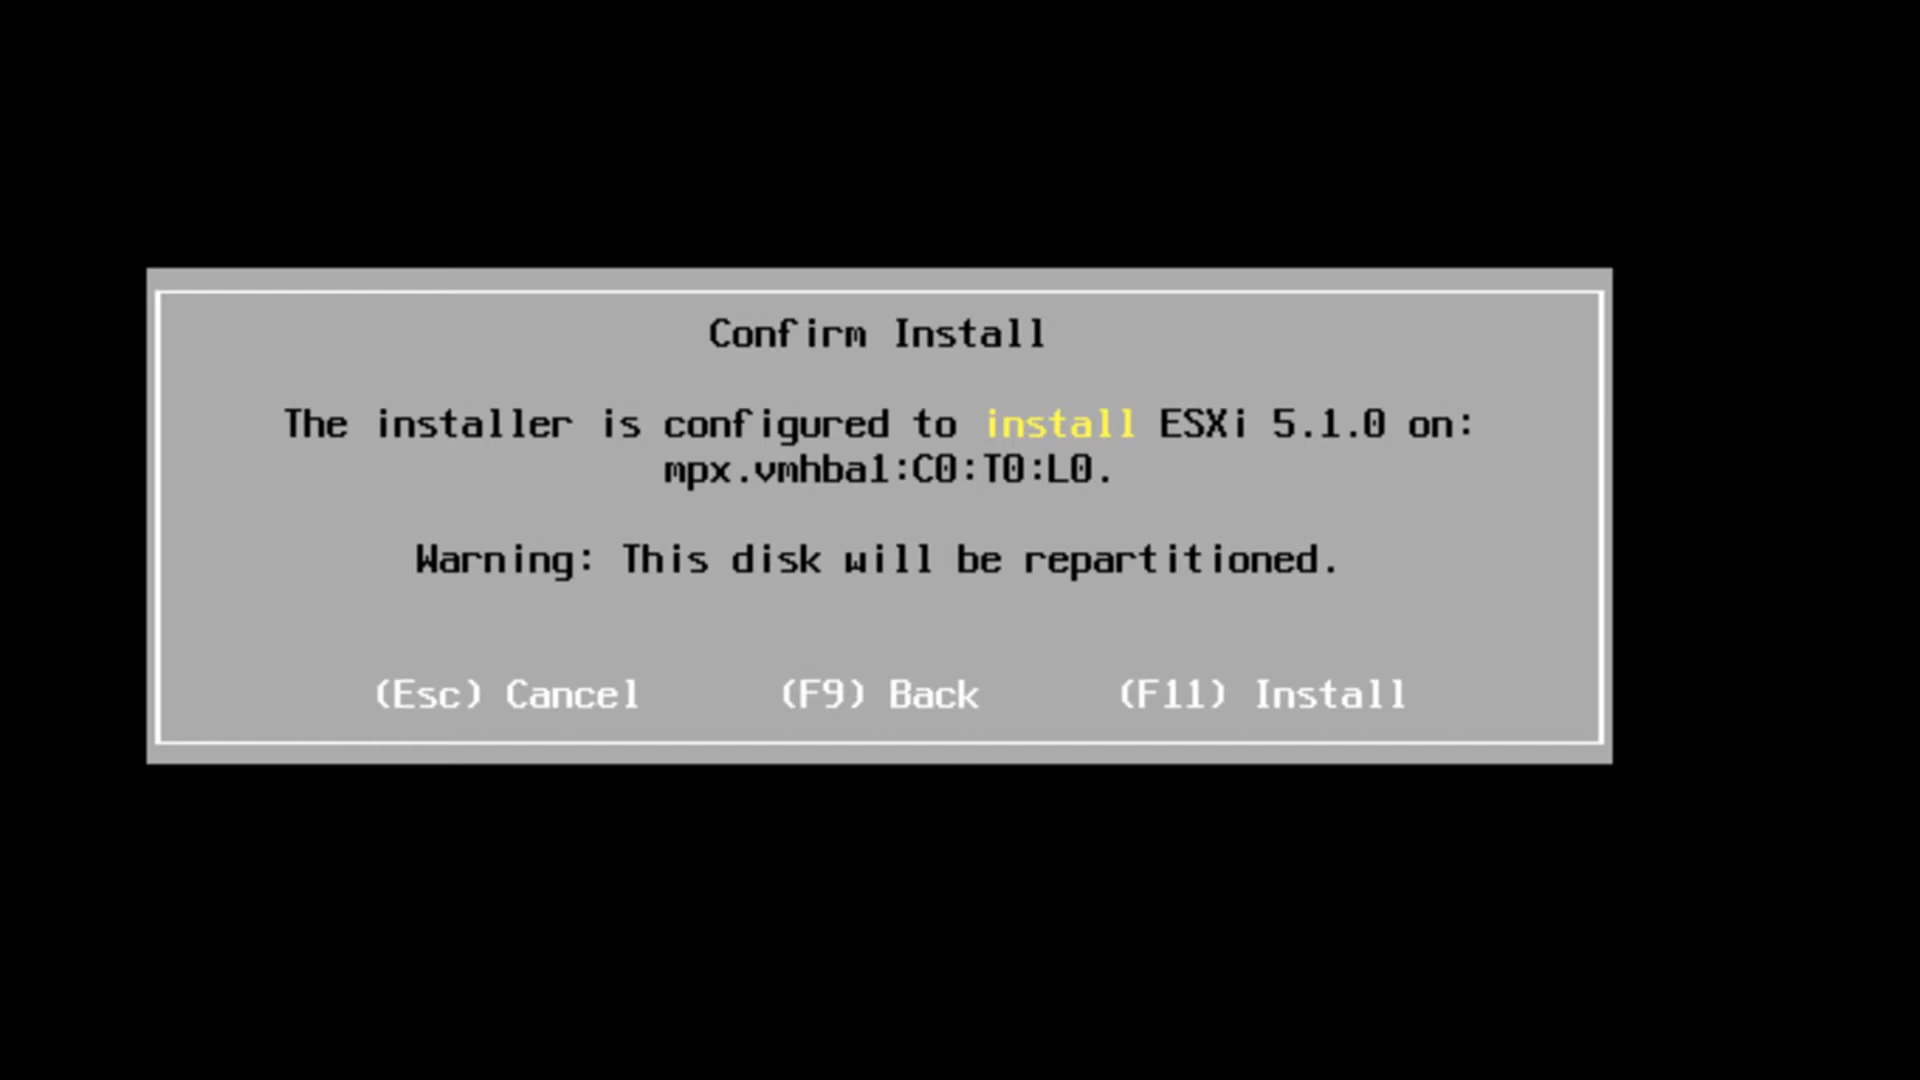 Confirm Install
The installer is configured to install ESXi 5.1.0 on:
mpx.vmhba1:C0:T0:L0.
Warning: This disk will be repartitioned.
(Esc) Cancel (F9) Back (F11) Install